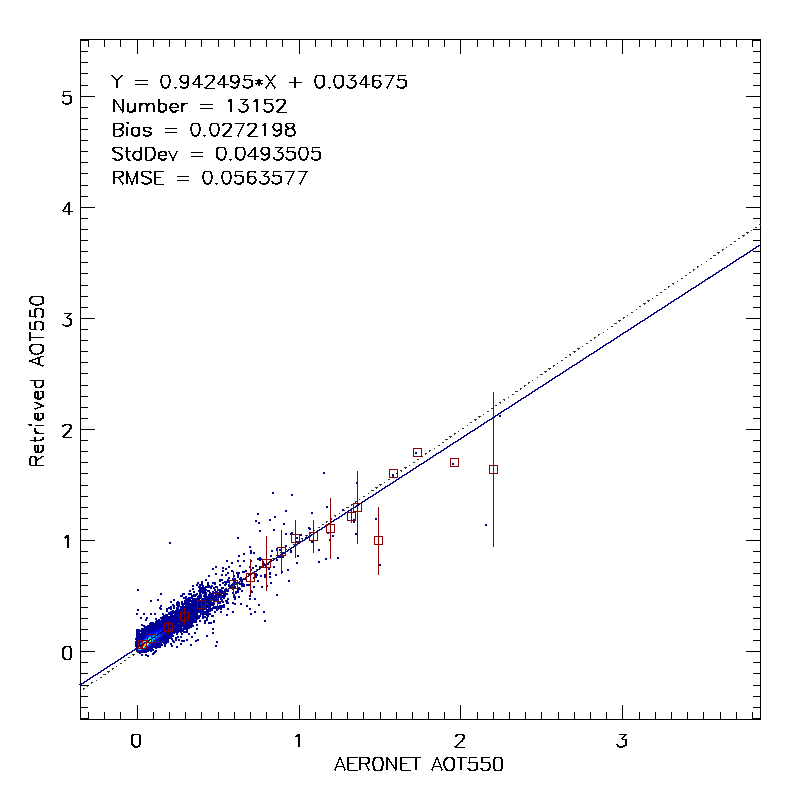 Y = 0.942495*X + 0.034675
Number = 13152
Bias = 0.0272198
StdDev = 0.0493505
RMSE = 0.0563577
5
4
3
2
1
0
Retrieved AOT550
0 1 2 3
AERONET AOT550